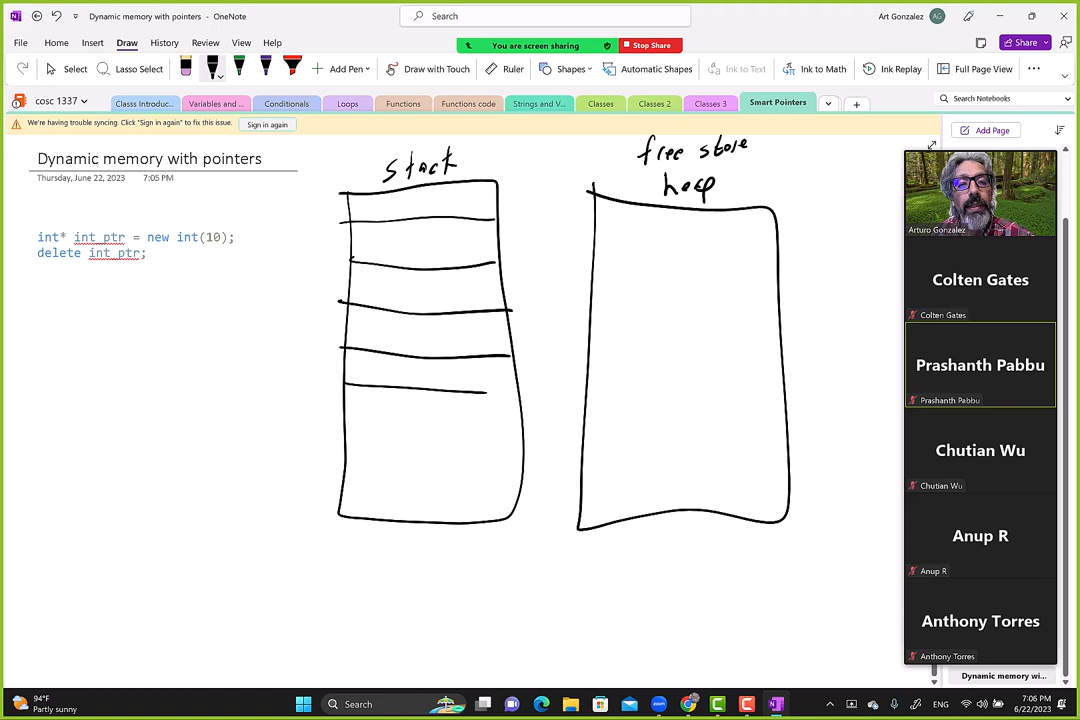 Dynamic memory with pointers - OneNote
Search
Art Gonzalez
AG
File Home Insert Draw History Review View Help
You are screen sharing
Stop Share
Share
Select
Lasso Select
Add Pen
Draw with Touch
Ruler
Shapes
Automatic Shapes
Ink to Text
Ink to Math
Ink Replay
Full Page View
cosc 1337
Classs Introduc...
Variables and ...
Conditionals
Loops
Functions
Functions code
Strings and V...
Classes
Classes 2
Classes 3
Smart Pointers
Search Notebooks
We're having trouble syncing. Click "Sign in again" to fix this issue.
Sign in again
Add Page
Dynamic memory with pointers
Thursday, June 22, 2023 7:05 PM
stack
free store
heap
int* int_ptr = new int(10);
delete int_ptr;
Arturo Gonzalez
Colten Gates
Colten Gates
Prashanth Pabbu
Prashanth Pabbu
Chutian Wu
Chutian Wu
Anup R
Anup R
Anthony Torres
Anthony Torres
Dynamic memory wi...
94°F
Partly sunny
Search
zoom
ENG
7:06 PM
6/22/2023